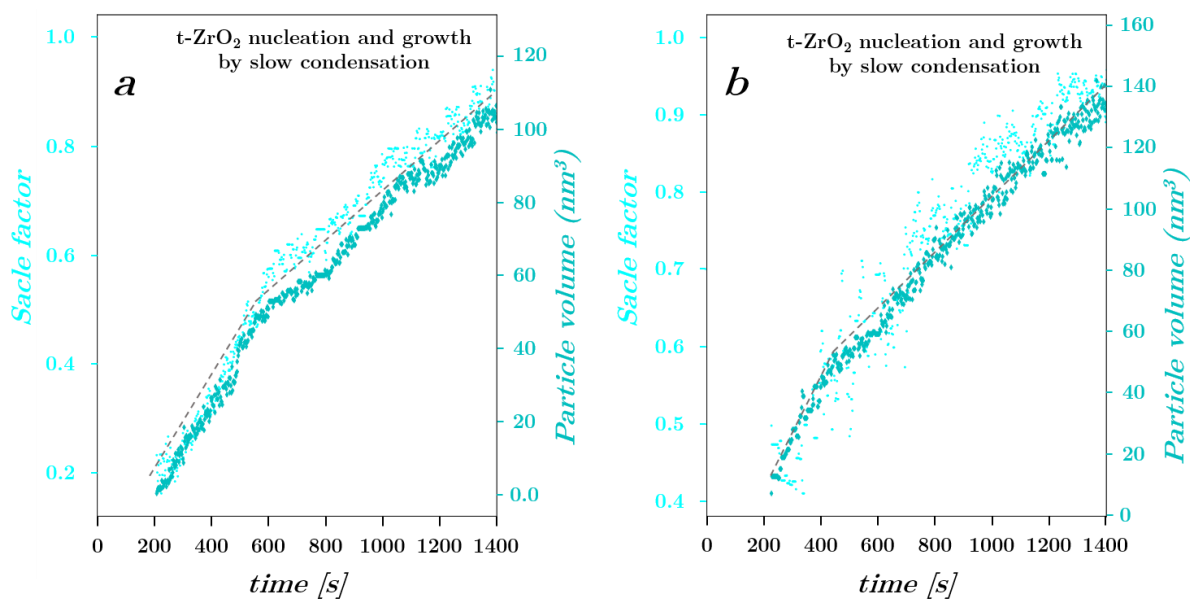 a
t-ZrO₂ nucleation and growth
by slow condensation
1.0
0.8
0.6
0.4
0.2
Sacle factor
120
100
80
60
40
20
0.0
Particle volume (nm³)
0 200 400 600 800 1000 1200 1400
time [s]
b
t-ZrO₂ nucleation and growth
by slow condensation
1.0
0.9
0.8
0.7
0.6
0.5
0.4
Sacle factor
160
140
120
100
80
60
40
20
0
Particle volume (nm³)
0 200 400 600 800 1000 1200 1400
time [s]